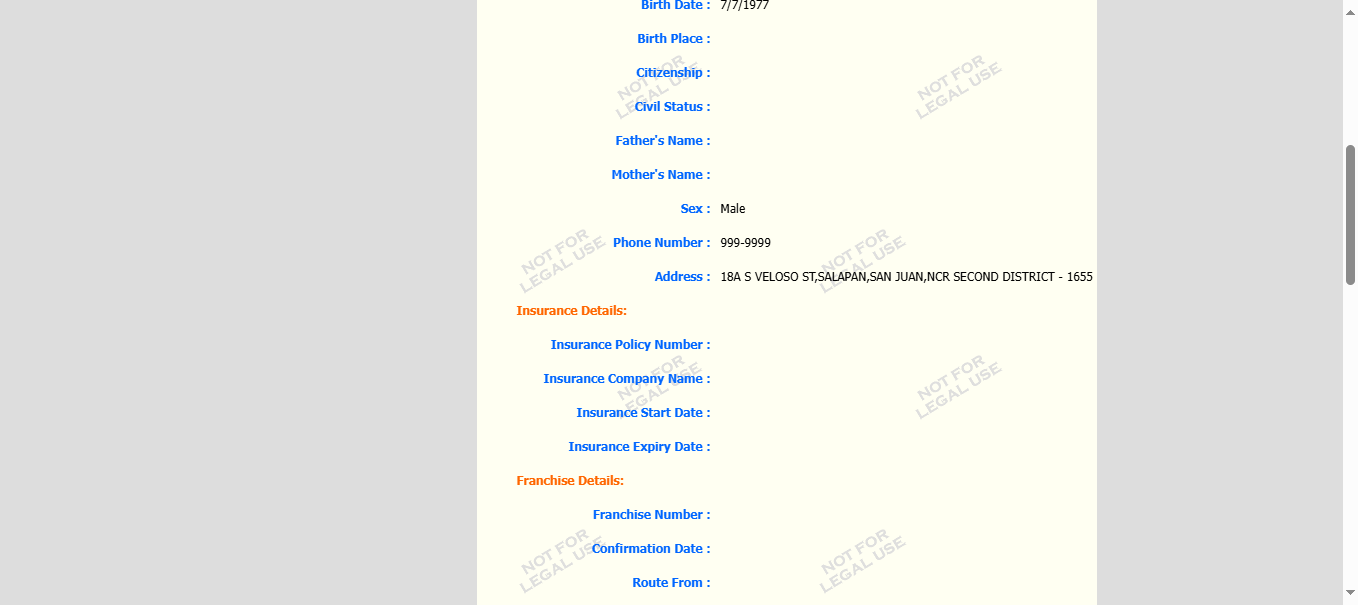 Birth Date : 7/7/1977
Birth Place :
Citizenship :
Civil Status :
Father's Name :
Mother's Name :
Sex : Male
Phone Number : 999-9999
Address : 18A S VELOSO ST,SALAPAN,SAN JUAN,NCR SECOND DISTRICT - 1655
Insurance Details:
Insurance Policy Number :
Insurance Company Name :
Insurance Start Date :
Insurance Expiry Date :
Franchise Details:
Franchise Number :
Confirmation Date :
Route From :
NOT FOR
LEGAL USE
NOT FOR
LEGAL USE
NOT FOR
LEGAL USE
NOT FOR
LEGAL USE
NOT FOR
LEGAL USE
NOT FOR
LEGAL USE
NOT FOR
LEGAL USE
NOT FOR
LEGAL USE